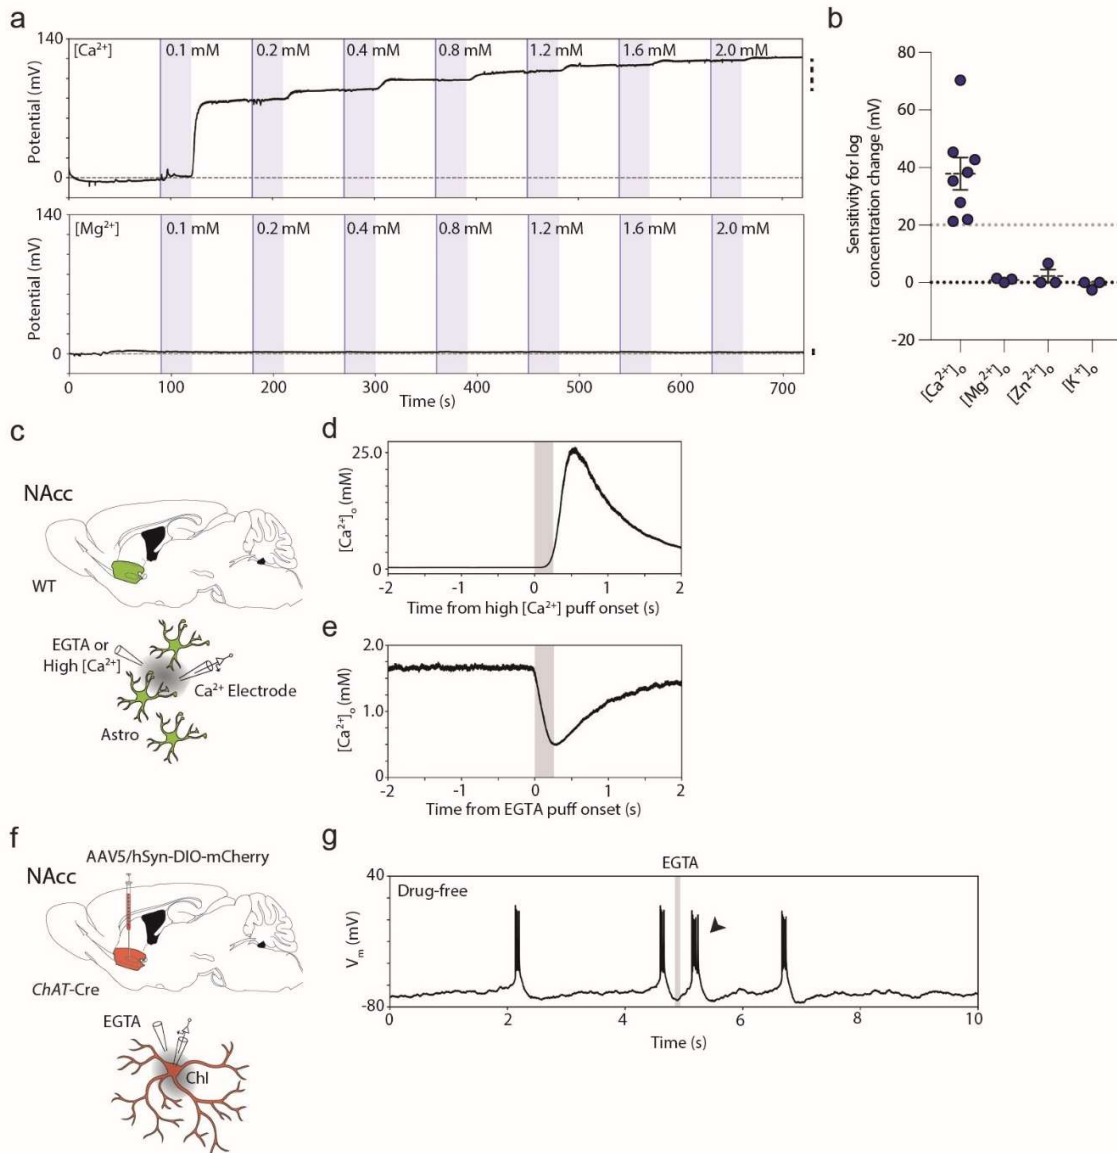 a
140
[Ca²⁺]
0.1 mM
0.2 mM
0.4 mM
0.8 mM
1.2 mM
1.6 mM
2.0 mM
Potential (mV)
0
140
[Mg²⁺]
0.1 mM
0.2 mM
0.4 mM
0.8 mM
1.2 mM
1.6 mM
2.0 mM
Potential (mV)
0
0
100
200
300
400
500
600
700
Time (s)
b
80
60
40
20
0
-20
Sensitivity for log
concentration change (mV)
[Ca²⁺]ₒ
[Mg²⁺]ₒ
[Zn²⁺]ₒ
[K⁺]ₒ
c
NAcc
WT
EGTA or
High [Ca²⁺]
Ca²⁺ Electrode
Astro
d
25.0
[Ca²⁺]ₒ (mM)
0
-2
-1
0
1
2
Time from high [Ca²⁺] puff onset (s)
e
2.0
[Ca²⁺]ₒ (mM)
1.0
0
-2
-1
0
1
2
Time from EGTA puff onset (s)
f
AAV5/hSyn-DIO-mCherry
NAcc
ChAT-Cre
EGTA
ChI
g
EGTA
40
Drug-free
Vₘ (mV)
-80
0
2
4
6
8
10
Time (s)